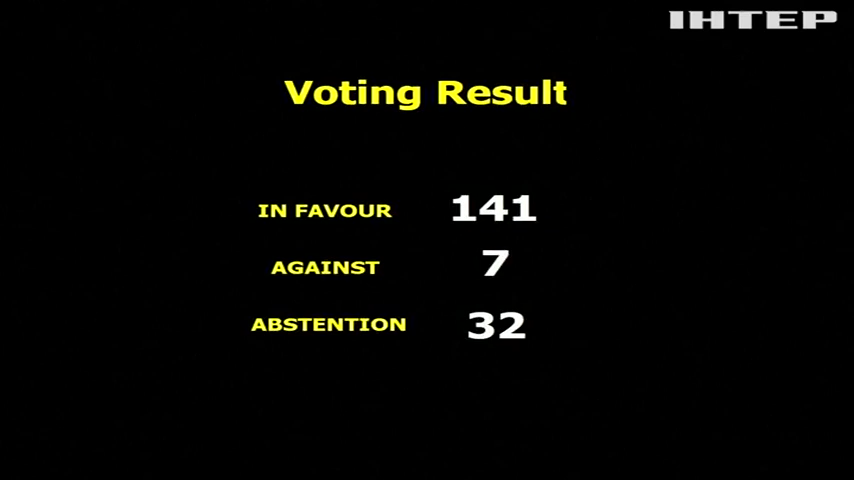 ІНТЕР
Voting Result
IN FAVOUR 141
AGAINST 7
ABSTENTION 32